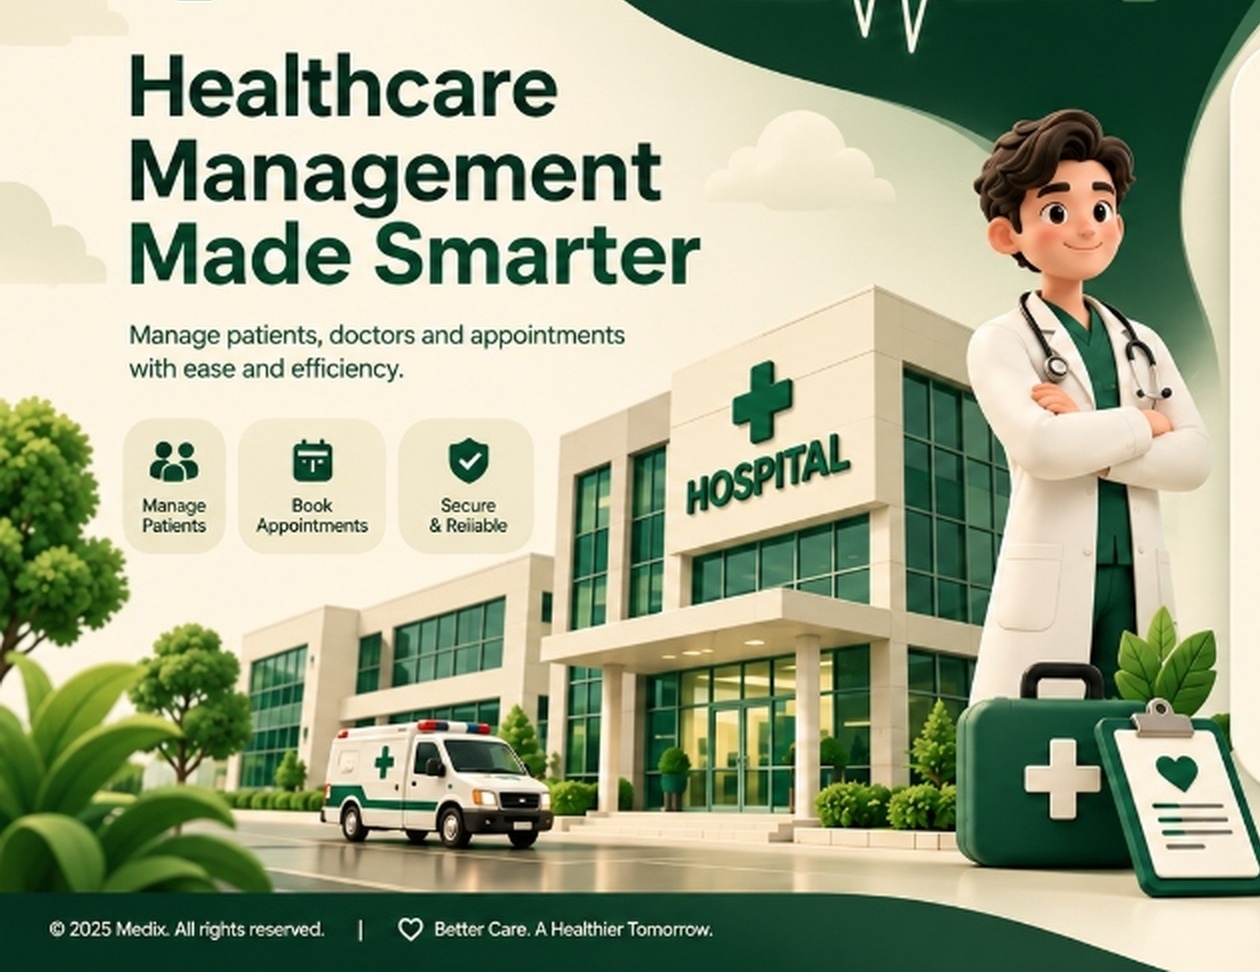 Healthcare
Management
Made Smarter
Manage patients, doctors and appointments
with ease and efficiency.
Manage
Patients
Book
Appointments
Secure
& Reliable
HOSPITAL
© 2025 Medix. All rights reserved. | Better Care. A Healthier Tomorrow.